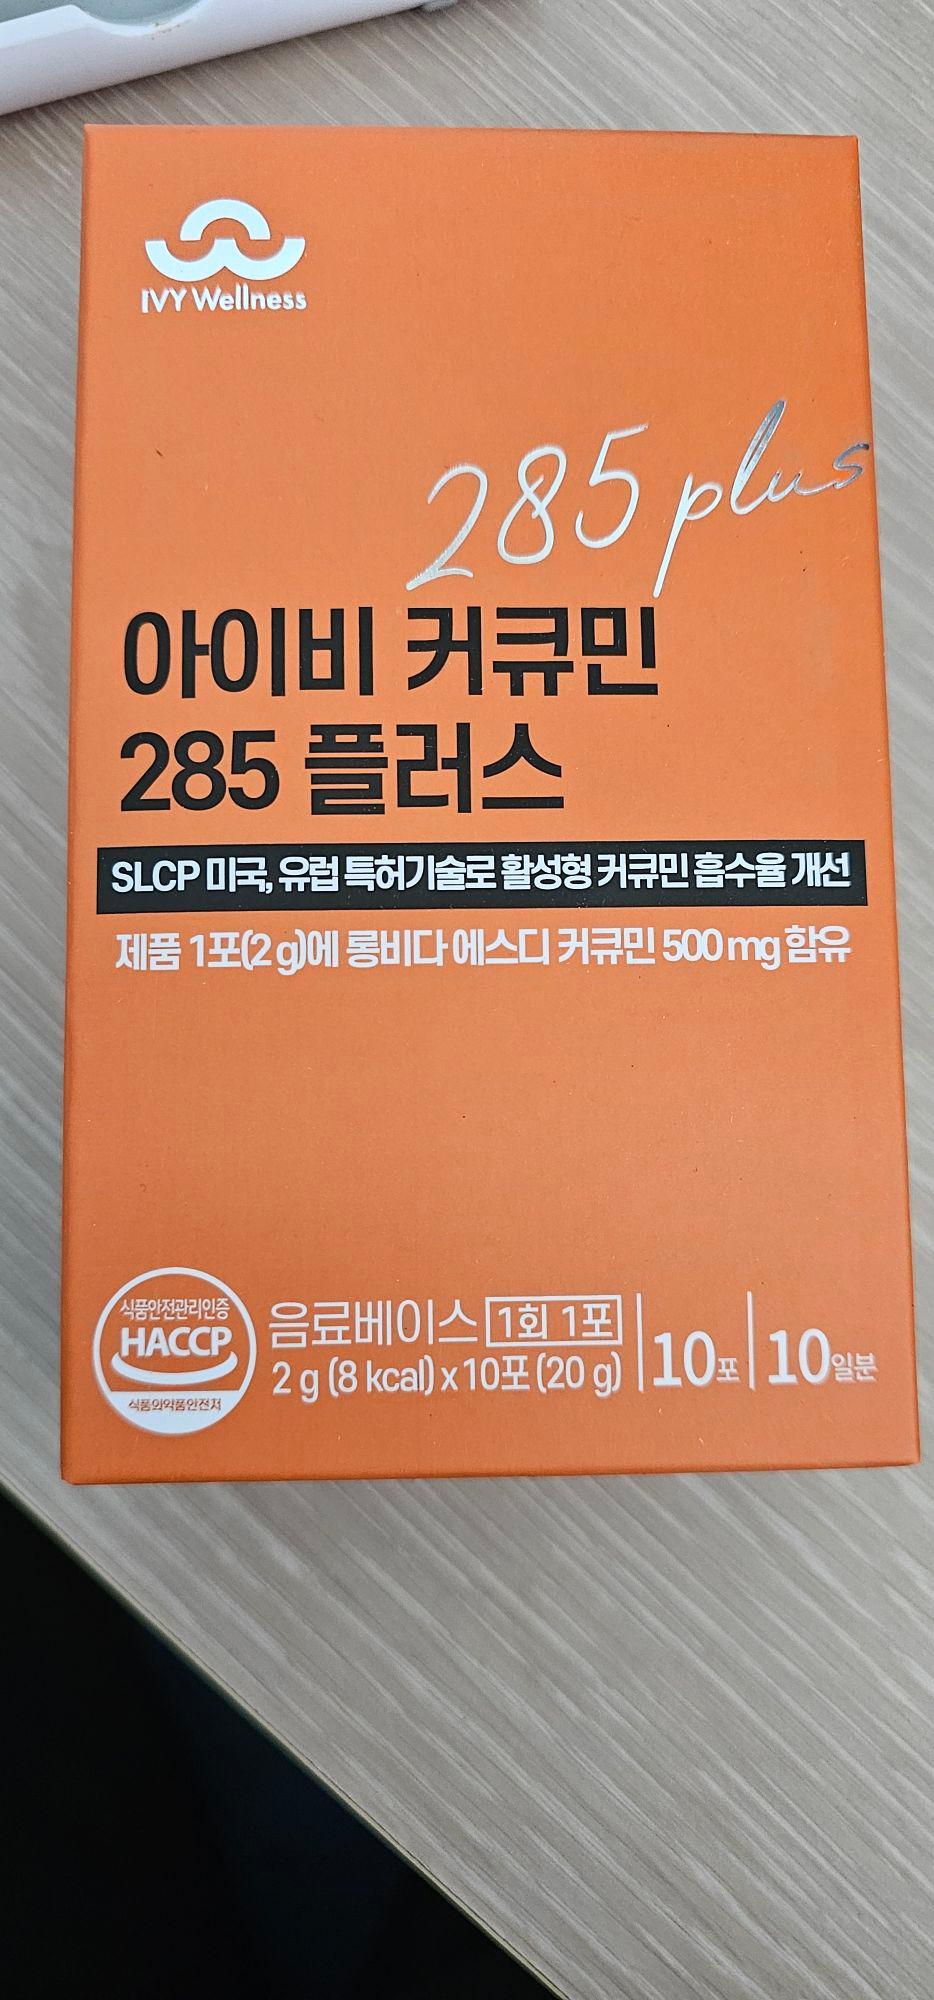 IVY Wellness
285 plus
아이비 커큐민
285 플러스
SLCP 미국, 유럽 특허기술로 활성형 커큐민 흡수율 개선
제품 1포(2 g)에 롱비다 에스디 커큐민 500 mg 함유
식품안전관리인증
HACCP
식품의약품안전처
음료베이스 1회 1포
2 g (8 kcal) x 10포 (20 g)
10포
10일분